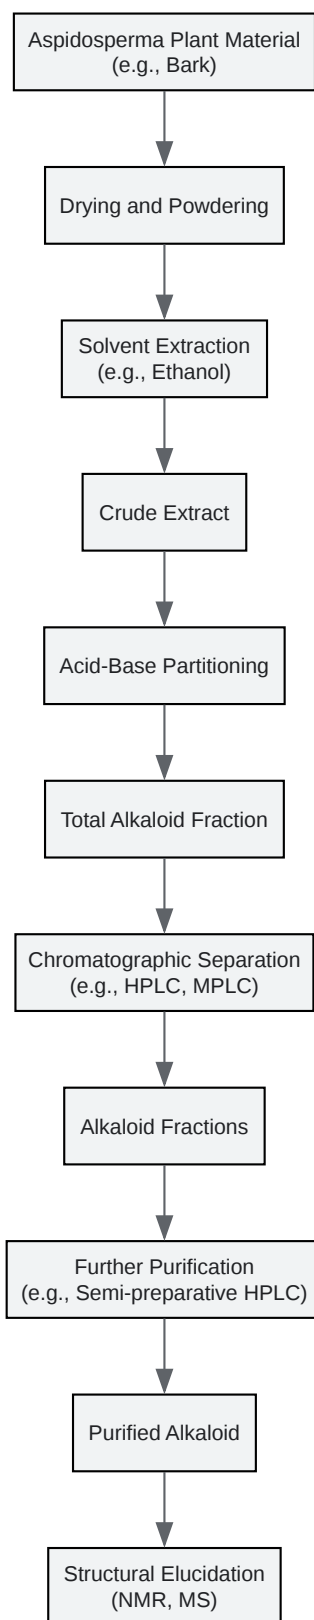 Aspidosperma Plant Material
(e.g., Bark)
Drying and Powdering
Solvent Extraction
(e.g., Ethanol)
Crude Extract
Acid-Base Partitioning
Total Alkaloid Fraction
Chromatographic Separation
(e.g., HPLC, MPLC)
Alkaloid Fractions
Further Purification
(e.g., Semi-preparative HPLC)
Purified Alkaloid
Structural Elucidation
(NMR, MS)